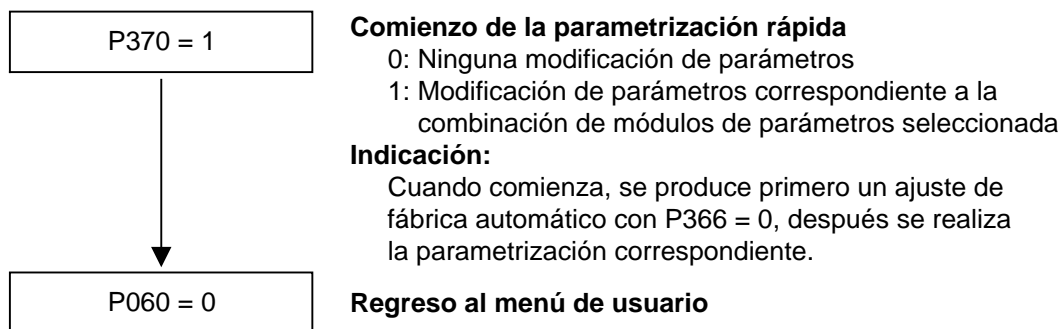 P370 = 1
Comienzo de la parametrización rápida
0: Ninguna modificación de parámetros
1: Modificación de parámetros correspondiente a la
combinación de módulos de parámetros seleccionada
Indicación:
Cuando comienza, se produce primero un ajuste de
fábrica automático con P366 = 0, después se realiza
la parametrización correspondiente.
P060 = 0
Regreso al menú de usuario